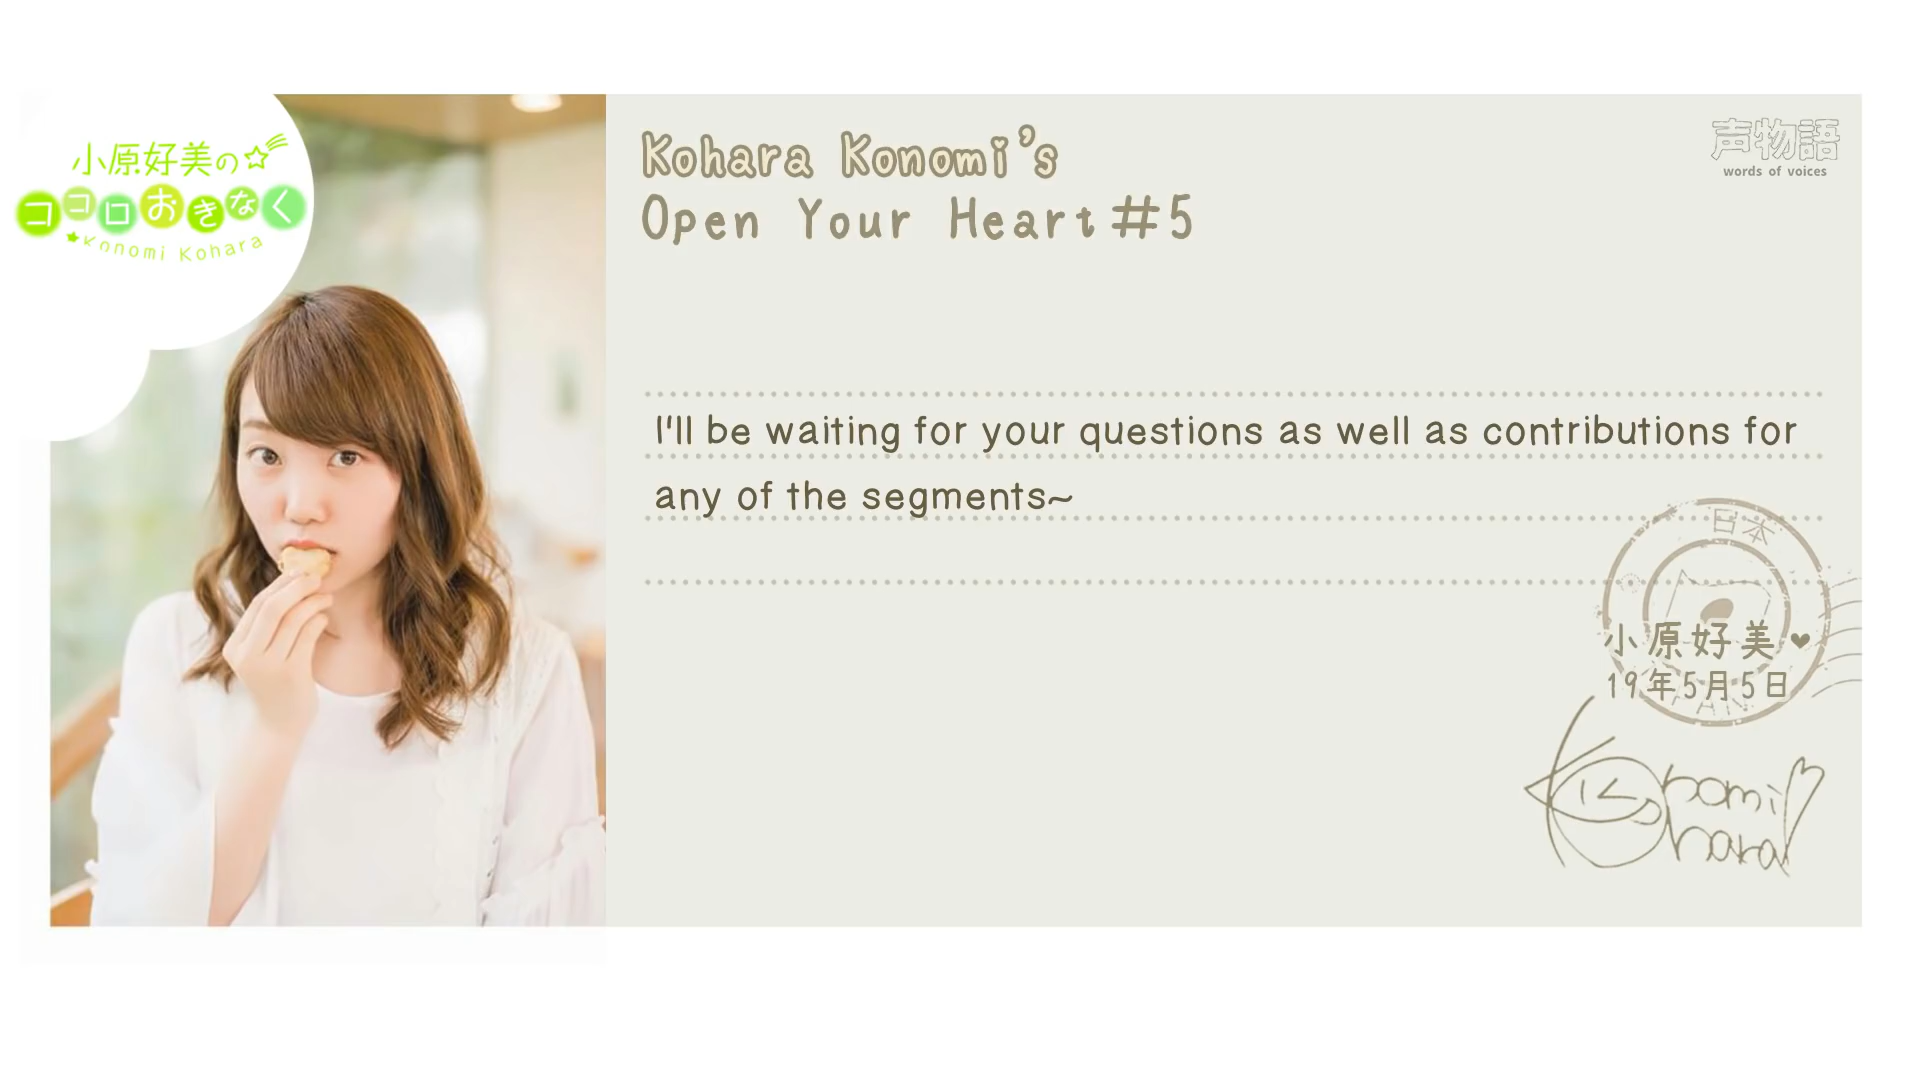 小原好美の☆
ココロおきなく
★Konomi Kohara
Kohara Konomi's
Open Your Heart#5
声物語
words of voices
I'll be waiting for your questions as well as contributions for
any of the segments~
日本
小原好美♥
19年5月5日
Konomi
Kohara